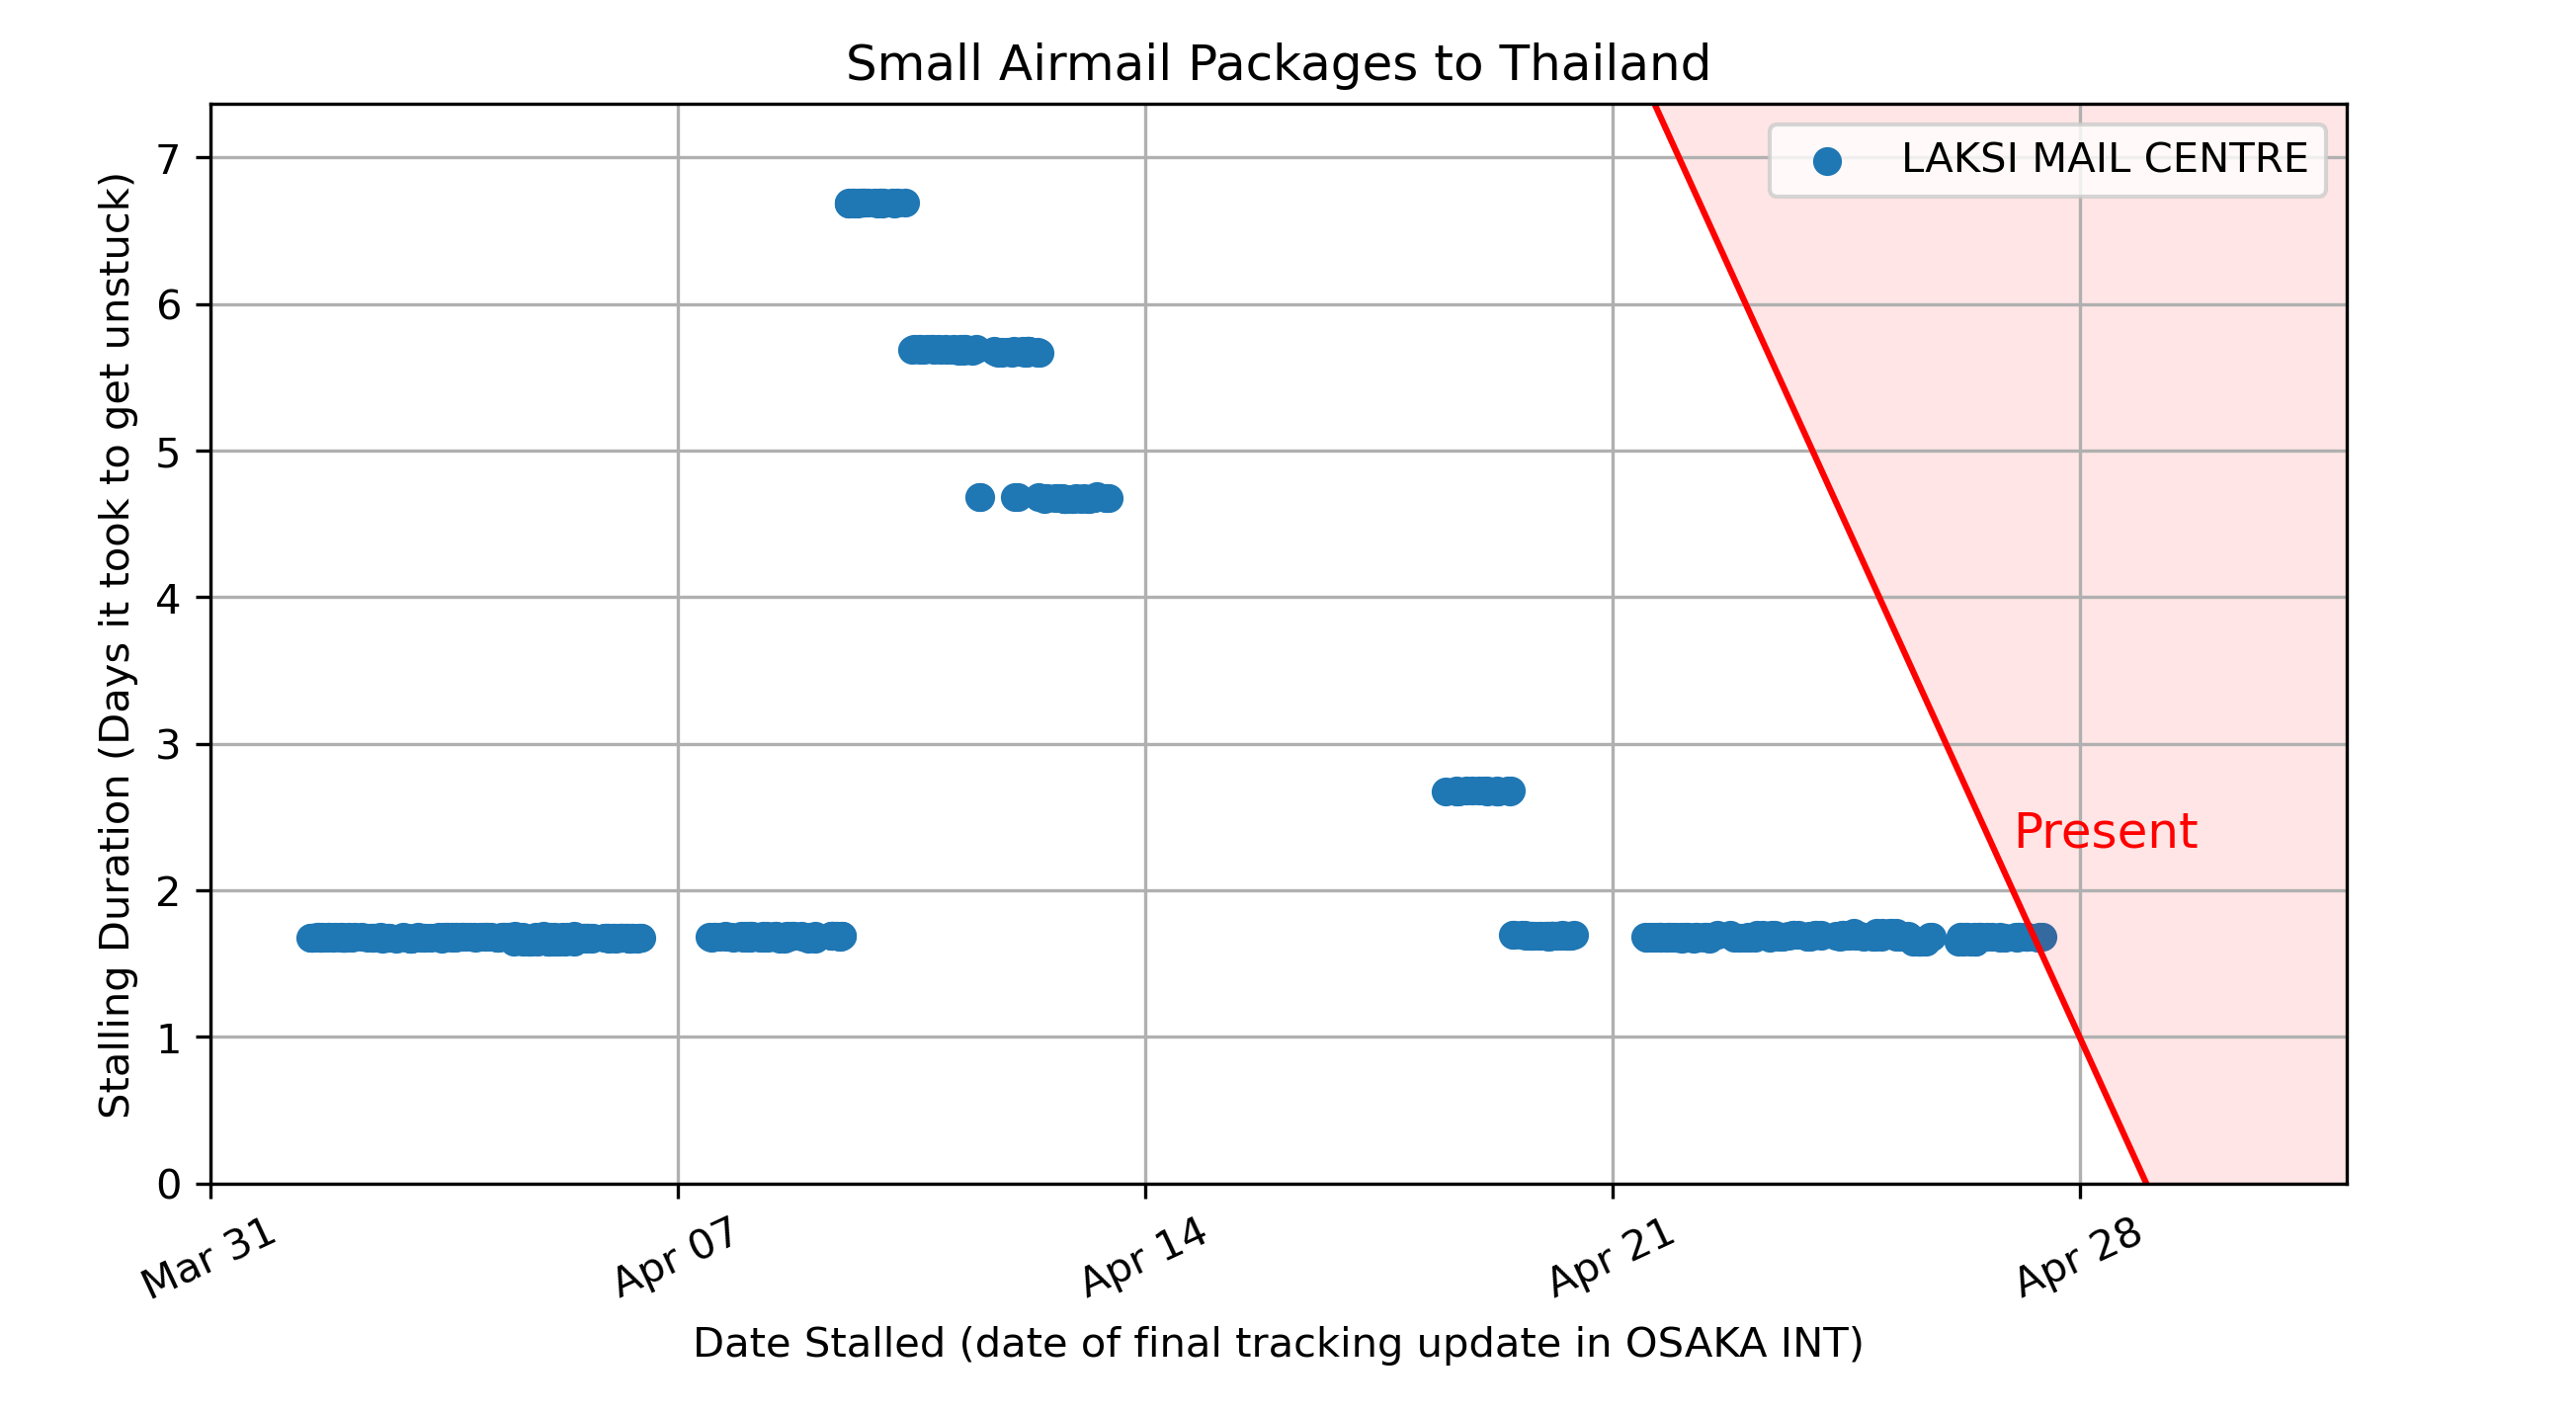 Small Airmail Packages to Thailand
LAKSI MAIL CENTRE
Stalling Duration (Days it took to get unstuck)
7
6
5
4
3
2
1
0
Present
Mar 31
Apr 07
Apr 14
Apr 21
Apr 28
Date Stalled (date of final tracking update in OSAKA INT)